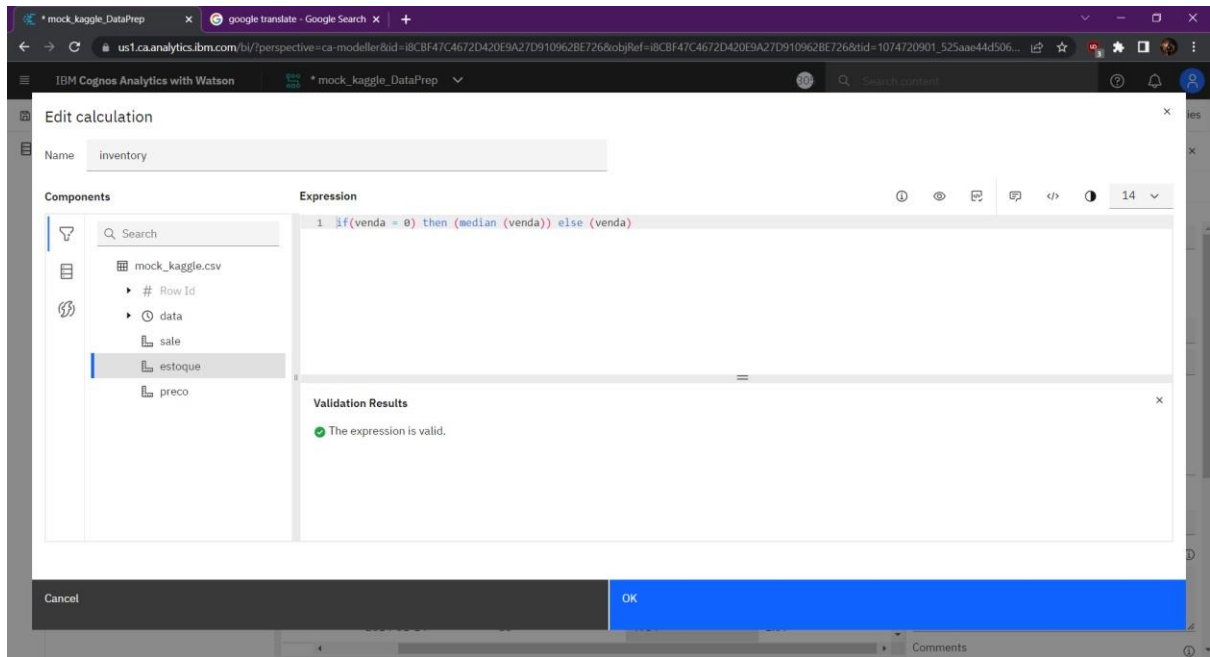 * mock_kaggle_DataPrep
google translate - Google Search
us1.ca.analytics.ibm.com/bi/?perspective=ca-modeller&id=i8CBF47C4672D420E9A27D910962BE726&objRef=i8CBF47C4672D420E9A27D910962BE726&tid=1074720901_525aae44d506...
3
IBM Cognos Analytics with Watson
* mock_kaggle_DataPrep
Search content
Edit calculation
ies
Name
inventory
Components
Expression
14
Search
1 if(venda = 0) then (median (venda)) else (venda)
mock_kaggle.csv
# Row Id
data
sale
estoque
preco
Validation Results
The expression is valid.
Cancel
OK
Comments